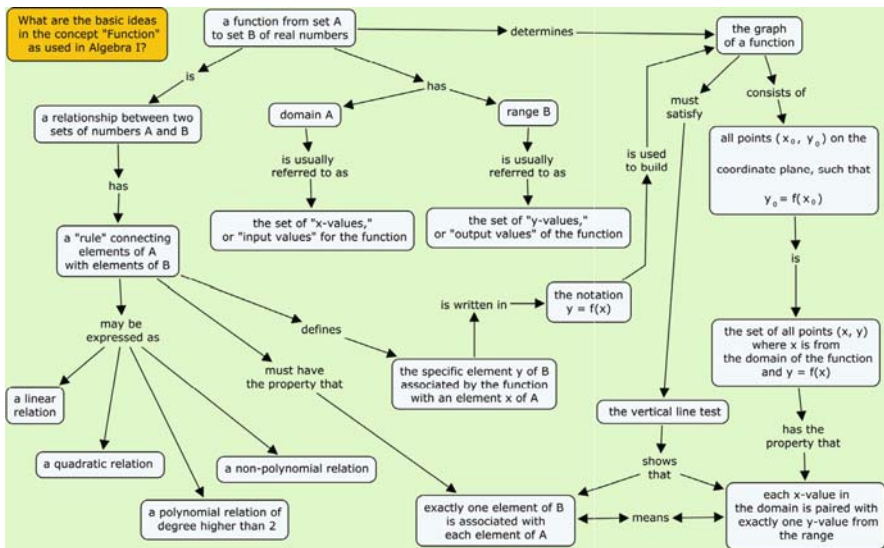 What are the basic ideas
in the concept "Function"
as used in Algebra I?
a function from set A
to set B of real numbers
determines
the graph
of a function
is
has
must
satisfy
consists of
a relationship between two
sets of numbers A and B
domain A
range B
all points (x₀, y₀) on the
coordinate plane, such that
y₀ = f(x₀)
is usually
referred to as
is usually
referred to as
is used
to build
has
the set of "x-values,"
or "input values" for the function
the set of "y-values,"
or "output values" of the function
a "rule" connecting
elements of A
with elements of B
is
is written in
the notation
y = f(x)
may be
expressed as
defines
the set of all points (x, y)
where x is from
the domain of the function
and y = f(x)
must have
the property that
the specific element y of B
associated by the function
with an element x of A
a linear
relation
the vertical line test
has the
property that
a quadratic relation
a non-polynomial relation
shows
that
a polynomial relation of
degree higher than 2
exactly one element of B
is associated with
each element of A
means
each x-value in
the domain is paired with
exactly one y-value from
the range